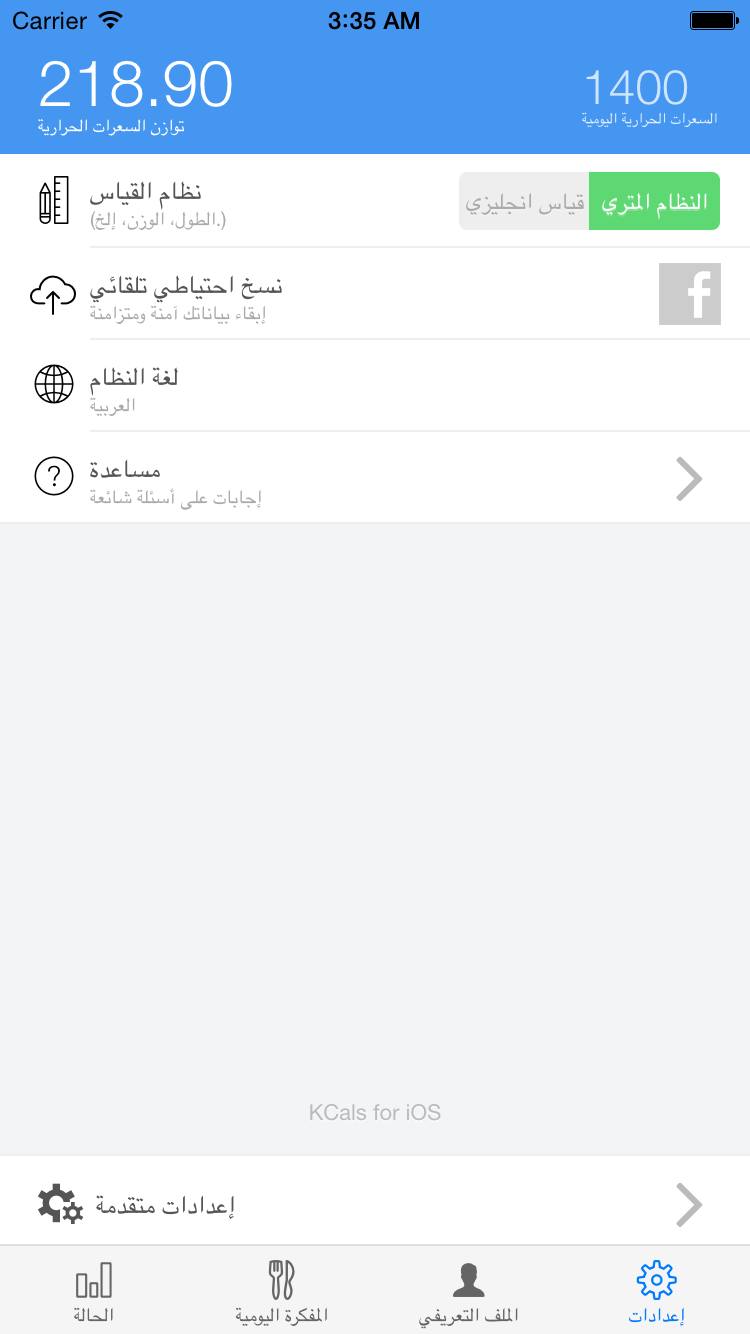 Carrier 3:35 AM
218.90
توازن السعرات الحرارية
1400
السعرات الحرارية اليومية
نظام القياس
(.الطول، الوزن، إلخ)
قياس انجليزي
النظام المتري
نسخ احتياطي تلقائي
إبقاء بياناتك آمنة ومتزامنة
لغة النظام
العربية
مساعدة
إجابات على أسئلة شائعة
KCals for iOS
إعدادات متقدمة
الحالة
المفكرة اليومية
الملف التعريفي
إعدادات